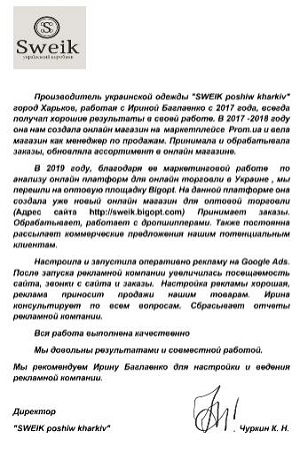 Sweik
український виробник
Производитель украинской одежды "SWEIK poshiw kharkiv"
город Харьков, работая с Ириной Баглаенко с 2017 года, всегда
получал хорошие результаты в своей работе. В 2017 -2018 году
она нам создала онлайн магазин на маркетплейсе Prom.ua и вела
магазин как менеджер по продажам. Принимала и обрабатывала
заказы, обновляла ассортимент в онлайн магазине.
В 2019 году, благодаря ее маркетинговой работе по
анализу онлайн платформ для онлайн торговли в Украине , мы
перешли на оптовую площадку Bigopt. На данной платформе она
создала уже новый онлайн магазин для оптовой торговли
(Адрес сайта http://sweik.bigopt.com) Принимает заказы.
Обрабатывает, работает с дропшипперами. Также постоянна
рассылает коммерческие предложения нашим потенциальным
клиентам.
Настроила и запустила оперативно рекламу на Google Ads.
После запуска рекламной компании увеличилась посещаемость
сайта, звонки с сайта и заказы. Настройка рекламы хорошая,
реклама приносит продажи нашим товарам. Ирина
консультирует по всем вопросам. Сбрасывает отчеты
рекламной компании.
Вся работа выполнена качественно
Мы довольны результатами и совместной работой.
Мы рекомендуем Ирину Баглаенко для настройки и ведения
рекламной компании.
Директор
"SWEIK poshiw kharkiv" Чуркин К. Н.